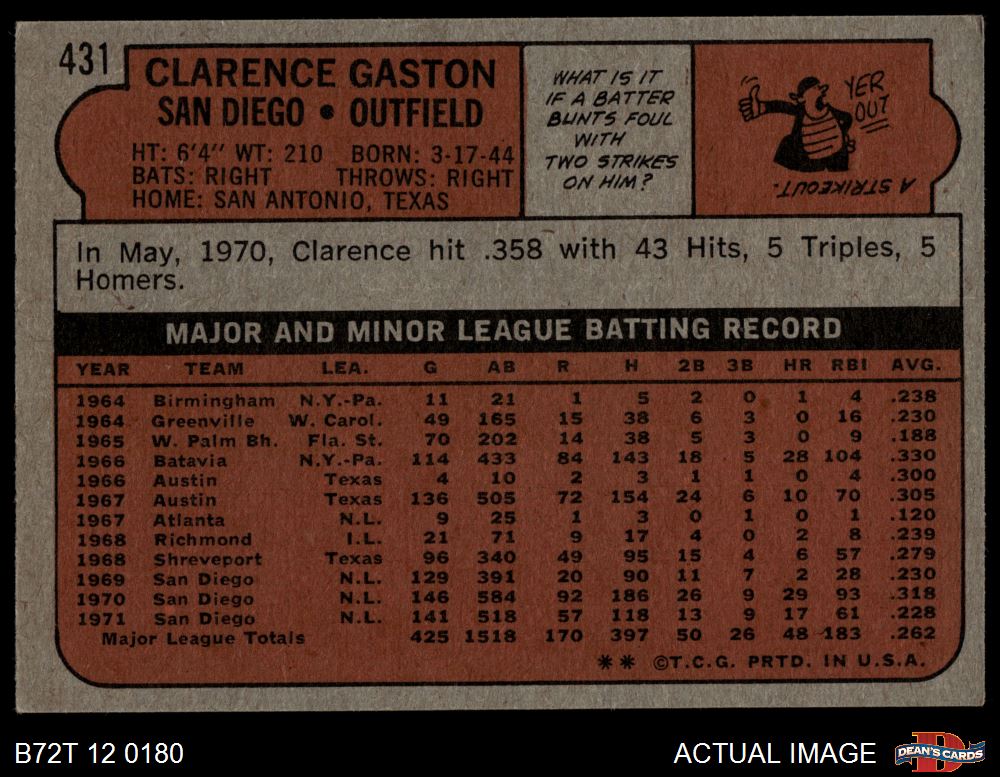 431
CLARENCE GASTON
SAN DIEGO • OUTFIELD
HT: 6'4" WT: 210 BORN: 3-17-44
BATS: RIGHT THROWS: RIGHT
HOME: SAN ANTONIO, TEXAS
WHAT IS IT
IF A BATTER
BUNTS FOUL
WITH
TWO STRIKES
ON HIM?
YER
OUT
A STRIKEOUT.
In May, 1970, Clarence hit .358 with 43 Hits, 5 Triples, 5
Homers.
MAJOR AND MINOR LEAGUE BATTING RECORD
YEAR TEAM LEA. G AB R H 2B 3B HR RBI AVG.
1964 Birmingham N.Y.-Pa. 11 21 1 5 2 0 1 4 .238
1964 Greenville W. Carol. 49 165 15 38 6 3 0 16 .230
1965 W. Palm Bh. Fla. St. 70 202 14 38 5 3 0 9 .188
1966 Batavia N.Y.-Pa. 114 433 84 143 18 5 28 104 .330
1966 Austin Texas 4 10 2 3 1 1 0 4 .300
1967 Austin Texas 136 505 72 154 24 6 10 70 .305
1967 Atlanta N.L. 9 25 1 3 0 1 0 1 .120
1968 Richmond I.L. 21 71 9 17 4 0 2 8 .239
1968 Shreveport Texas 96 340 49 95 15 4 6 57 .279
1969 San Diego N.L. 129 391 20 90 11 7 2 28 .230
1970 San Diego N.L. 146 584 92 186 26 9 29 93 .318
1971 San Diego N.L. 141 518 57 118 13 9 17 61 .228
Major League Totals 425 1518 170 397 50 26 48 183 .262
** ©T.C.G. PRTD. IN U.S.A.
B72T 12 0180
ACTUAL IMAGE
D
DEAN'S CARDS